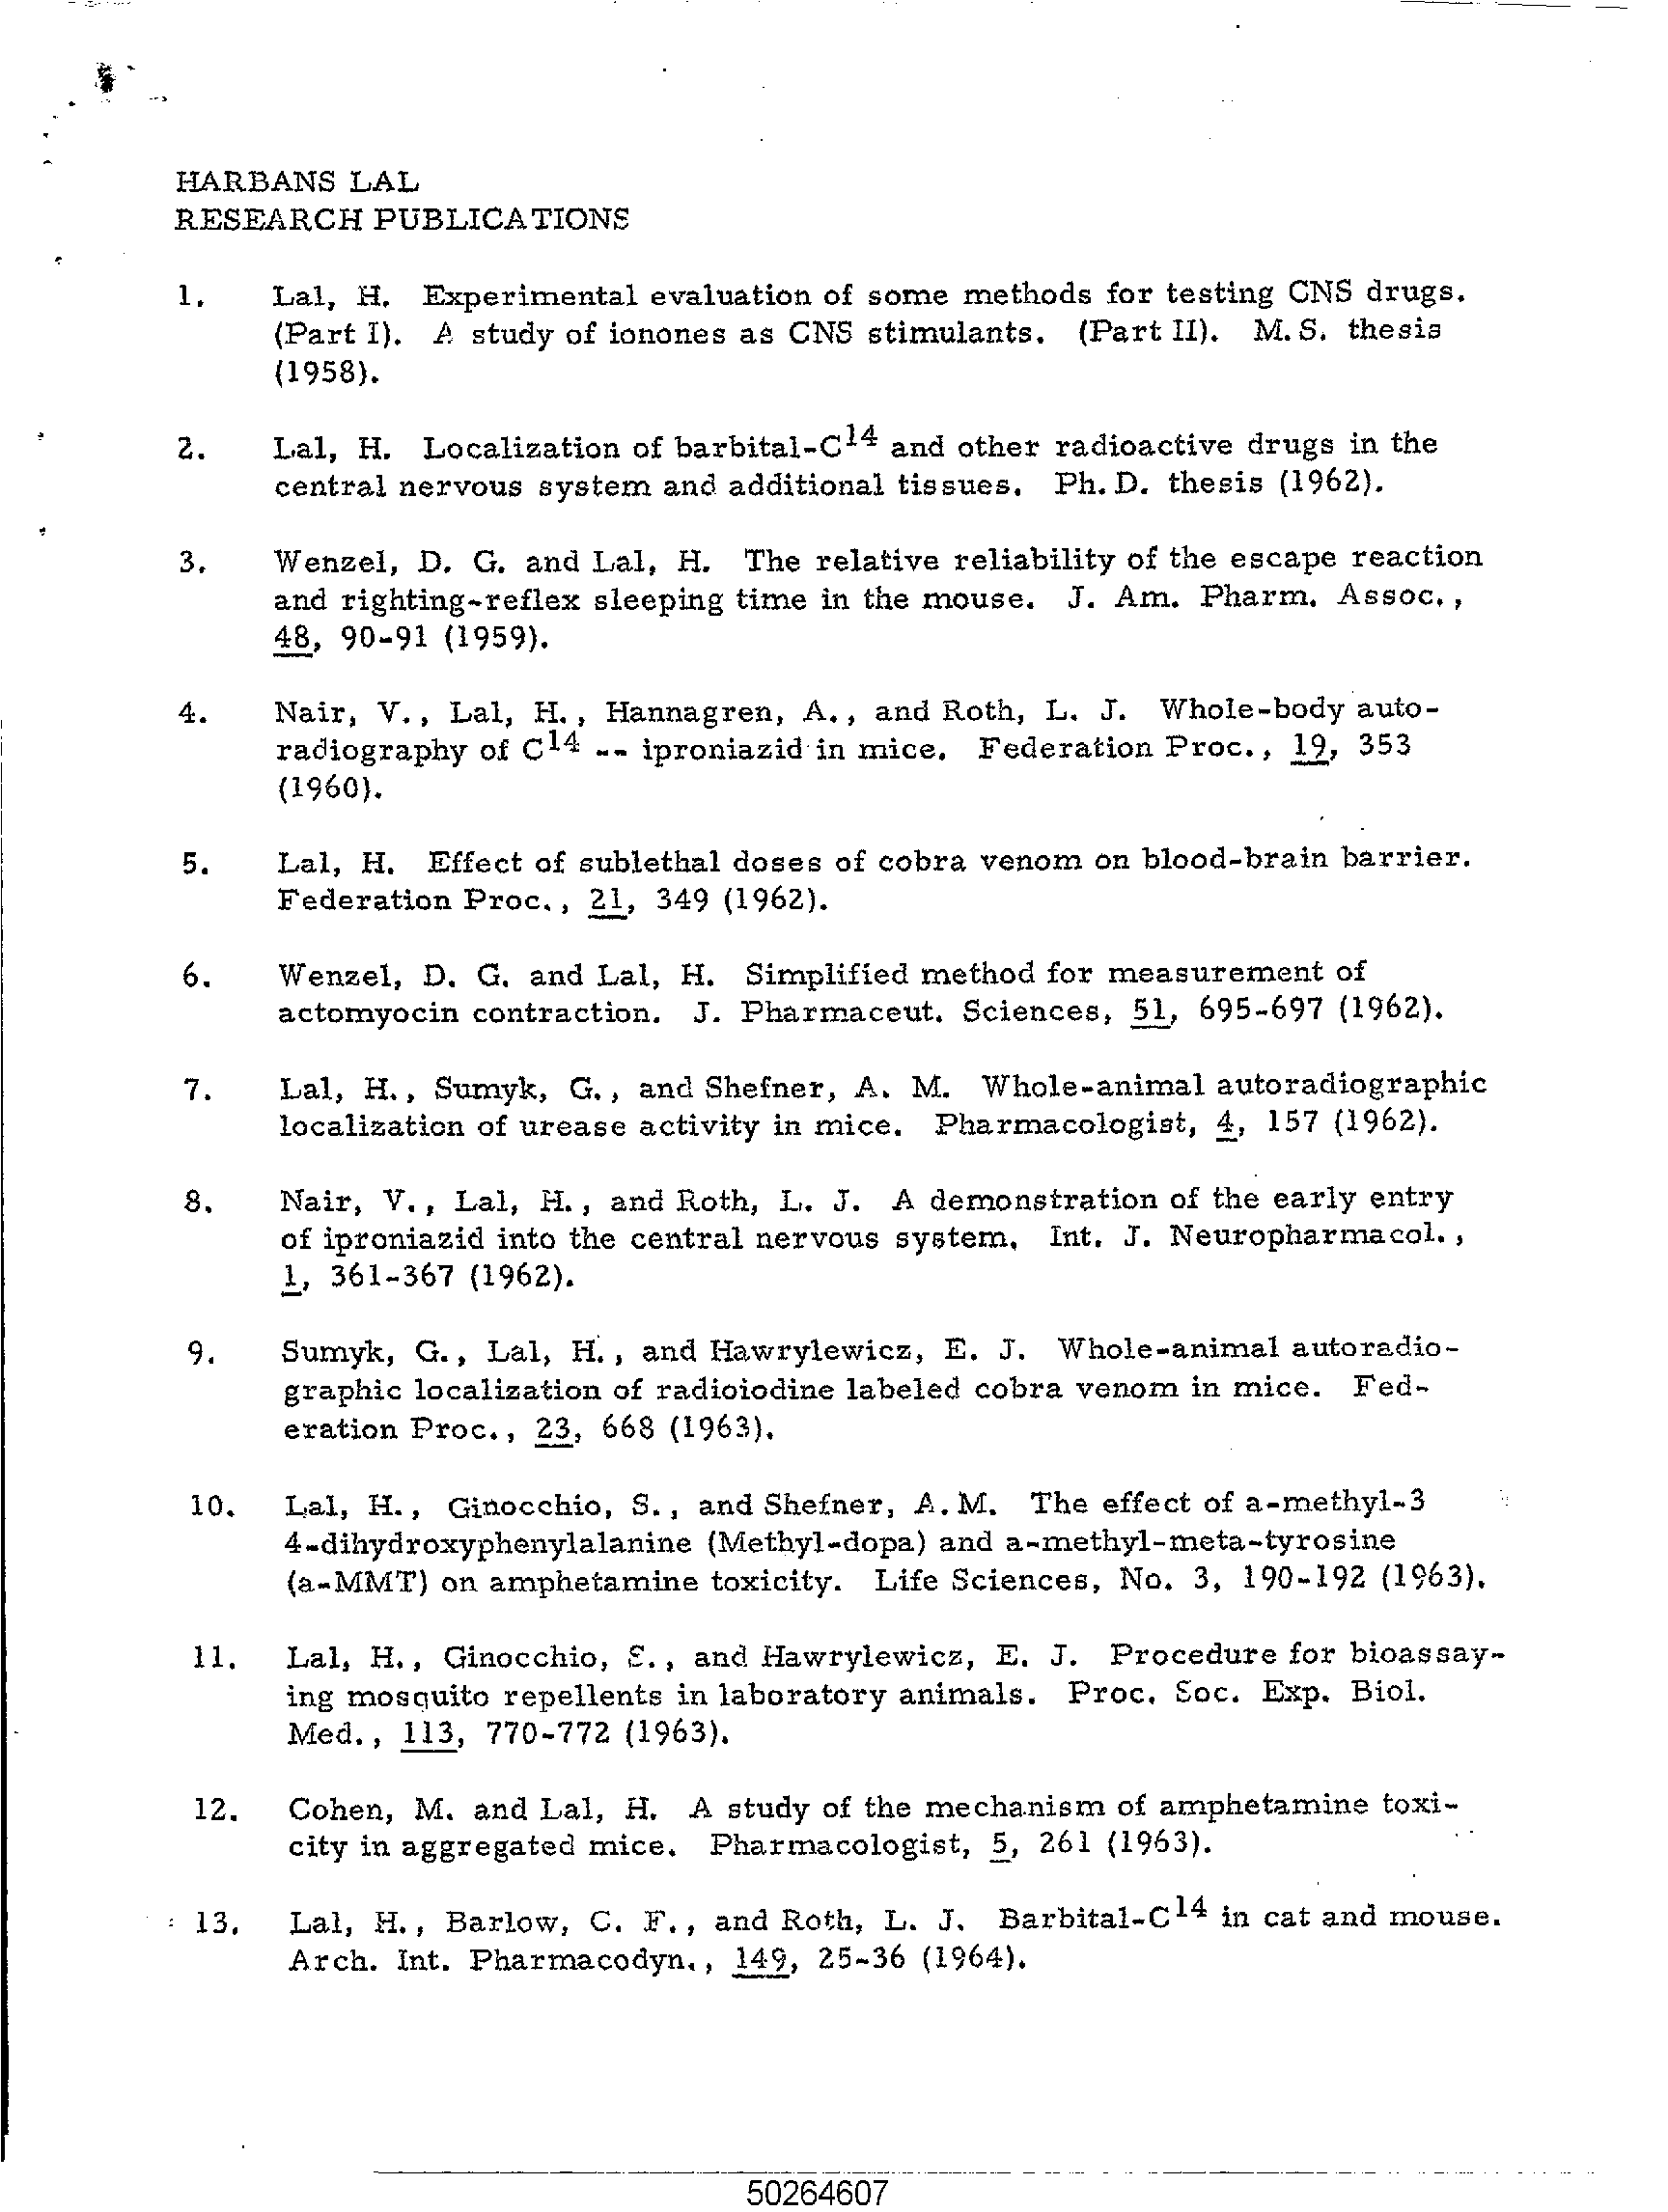 HARBANS LAL
RESEARCH PUBLICATIONS
1. Lal, H. Experimental evaluation of some methods for testing CNS drugs.
(Part I). A study of ionones as CNS stimulants. (Part II). M.S. thesis
(1958).
2. Lal, H. Localization of barbital-C14 and other radioactive drugs in the
central nervous system and additional tissues. Ph.D. thesis (1962).
3. Wenzel, D. G. and Lal, H. The relative reliability of the escape reaction
and righting-reflex sleeping time in the mouse. J. Am. Pharm. Assoc.,
48, 90-91 (1959).
4. Nair, V., Lal, H., Hannagren, A., and Roth, L. J. Whole-body auto-
radiography of C14 -- iproniazid in mice. Federation Proc., 19, 353
(1960).
5. Lal, H. Effect of sublethal doses of cobra venom on blood-brain barrier.
Federation Proc., 21, 349 (1962).
6. Wenzel, D. G. and Lal, H. Simplified method for measurement of
actomyocin contraction. J. Pharmaceut. Sciences, 51, 695-697 (1962).
7. Lal, H., Sumyk, G., and Shefner, A. M. Whole-animal autoradiographic
localization of urease activity in mice. Pharmacologist, 4, 157 (1962).
8. Nair, V., Lal, H., and Roth, L. J. A demonstration of the early entry
of iproniazid into the central nervous system. Int. J. Neuropharmacol.,
1, 361-367 (1962).
9. Sumyk, G., Lal, H., and Hawrylewicz, E. J. Whole-animal autoradio-
graphic localization of radioiodine labeled cobra venom in mice. Fed-
eration Proc., 23, 668 (1963).
10. Lal, H., Ginocchio, S., and Shefner, A.M. The effect of a-methyl-3
4-dihydroxyphenylalanine (Methyl-dopa) and a-methyl-meta-tyrosine
(a-MMT) on amphetamine toxicity. Life Sciences, No. 3, 190-192 (1963).
11. Lal, H., Ginocchio, S., and Hawrylewicz, E. J. Procedure for bioassay-
ing mosquito repellents in laboratory animals. Proc. Soc. Exp. Biol.
Med., 113, 770-772 (1963).
12. Cohen, M. and Lal, H. A study of the mechanism of amphetamine toxi-
city in aggregated mice. Pharmacologist, 5, 261 (1963).
13. Lal, H., Barlow, C. F., and Roth, L. J. Barbital-C14 in cat and mouse.
Arch. Int. Pharmacodyn., 149, 25-36 (1964).
50264607